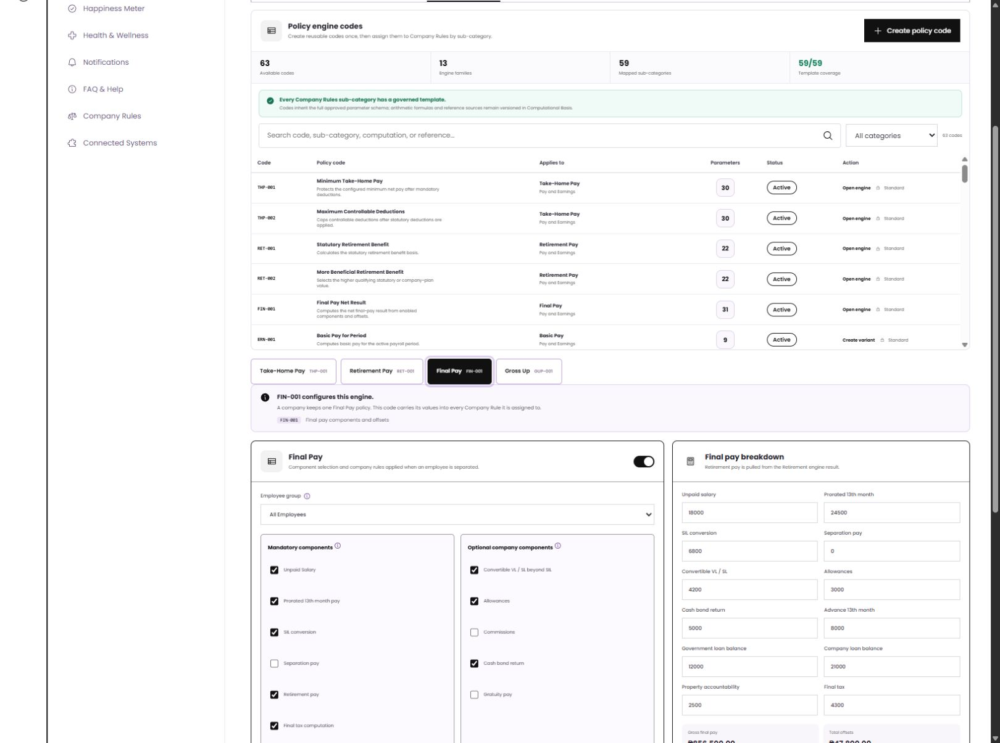 Happiness Meter
Health & Wellness
Notifications
FAQ & Help
Company Rules
Connected Systems
Policy engine codes
Create reusable codes once, then assign them to Company Rules by sub-category.
+ Create policy code
63
Available codes
13
Engine families
59
Mapped sub-categories
59/59
Template coverage
Every Company Rules sub-category has a governed template.
Codes inherit the full approved parameter schema; arithmetic formulas and reference sources remain versioned in Computational Basis.
Search code, sub-category, computation, or reference...
All categories
63 codes
Code Policy code Applies to Parameters Status Action
THP-001
Minimum Take-Home Pay
Protects the configured minimum net pay after mandatory
deductions.
Take-Home Pay
Pay and Earnings
30
Active
Open engine Standard
THP-002
Maximum Controllable Deductions
Caps controllable deductions after statutory deductions are
applied.
Take-Home Pay
Pay and Earnings
30
Active
Open engine Standard
RET-001
Statutory Retirement Benefit
Calculates the statutory retirement benefit basis.
Retirement Pay
Pay and Earnings
22
Active
Open engine Standard
RET-002
More Beneficial Retirement Benefit
Selects the higher qualifying statutory or company-plan
value.
Retirement Pay
Pay and Earnings
22
Active
Open engine Standard
FIN-001
Final Pay Net Result
Computes the net final-pay result from enabled
components and offsets.
Final Pay
Pay and Earnings
31
Active
Open engine Standard
ERN-001
Basic Pay for Period
Computes basic pay for the active payroll period.
Basic Pay
Pay and Earnings
9
Active
Create variant Standard
Take-Home Pay THP-001
Retirement Pay RET-001
Final Pay FIN-001
Gross Up GUP-001
FIN-001 configures this engine.
A company keeps one Final Pay policy. This code carries its values into every Company Rule it is assigned to.
FIN-001 Final pay components and offsets
Final Pay
Component selection and company rules applied when an employee is separated.
Employee group
All Employees
Mandatory components
Unpaid Salary
Prorated 13th month pay
SIL conversion
Separation pay
Retirement pay
Final tax computation
Optional company components
Convertible VL / SL beyond SIL
Allowances
Commissions
Cash bond return
Gratuity pay
Final pay breakdown
Retirement pay is pulled from the Retirement engine result.
Unpaid salary Prorated 13th month
18000 24500
SIL conversion Separation pay
6800 0
Convertible VL / SL Allowances
4200 3000
Cash bond return Advance 13th month
5000 8000
Government loan balance Company loan balance
12000 21000
Property accountability Final tax
2500 4300
Gross final pay Total offsets